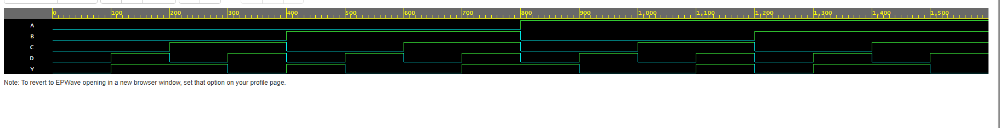 0 100 200 300 400 500 600 700 800 900 1,000 1,100 1,200 1,300 1,400 1,500
A
B
C
D
Y
Note: To revert to EPWave opening in a new browser window, set that option on your profile page.